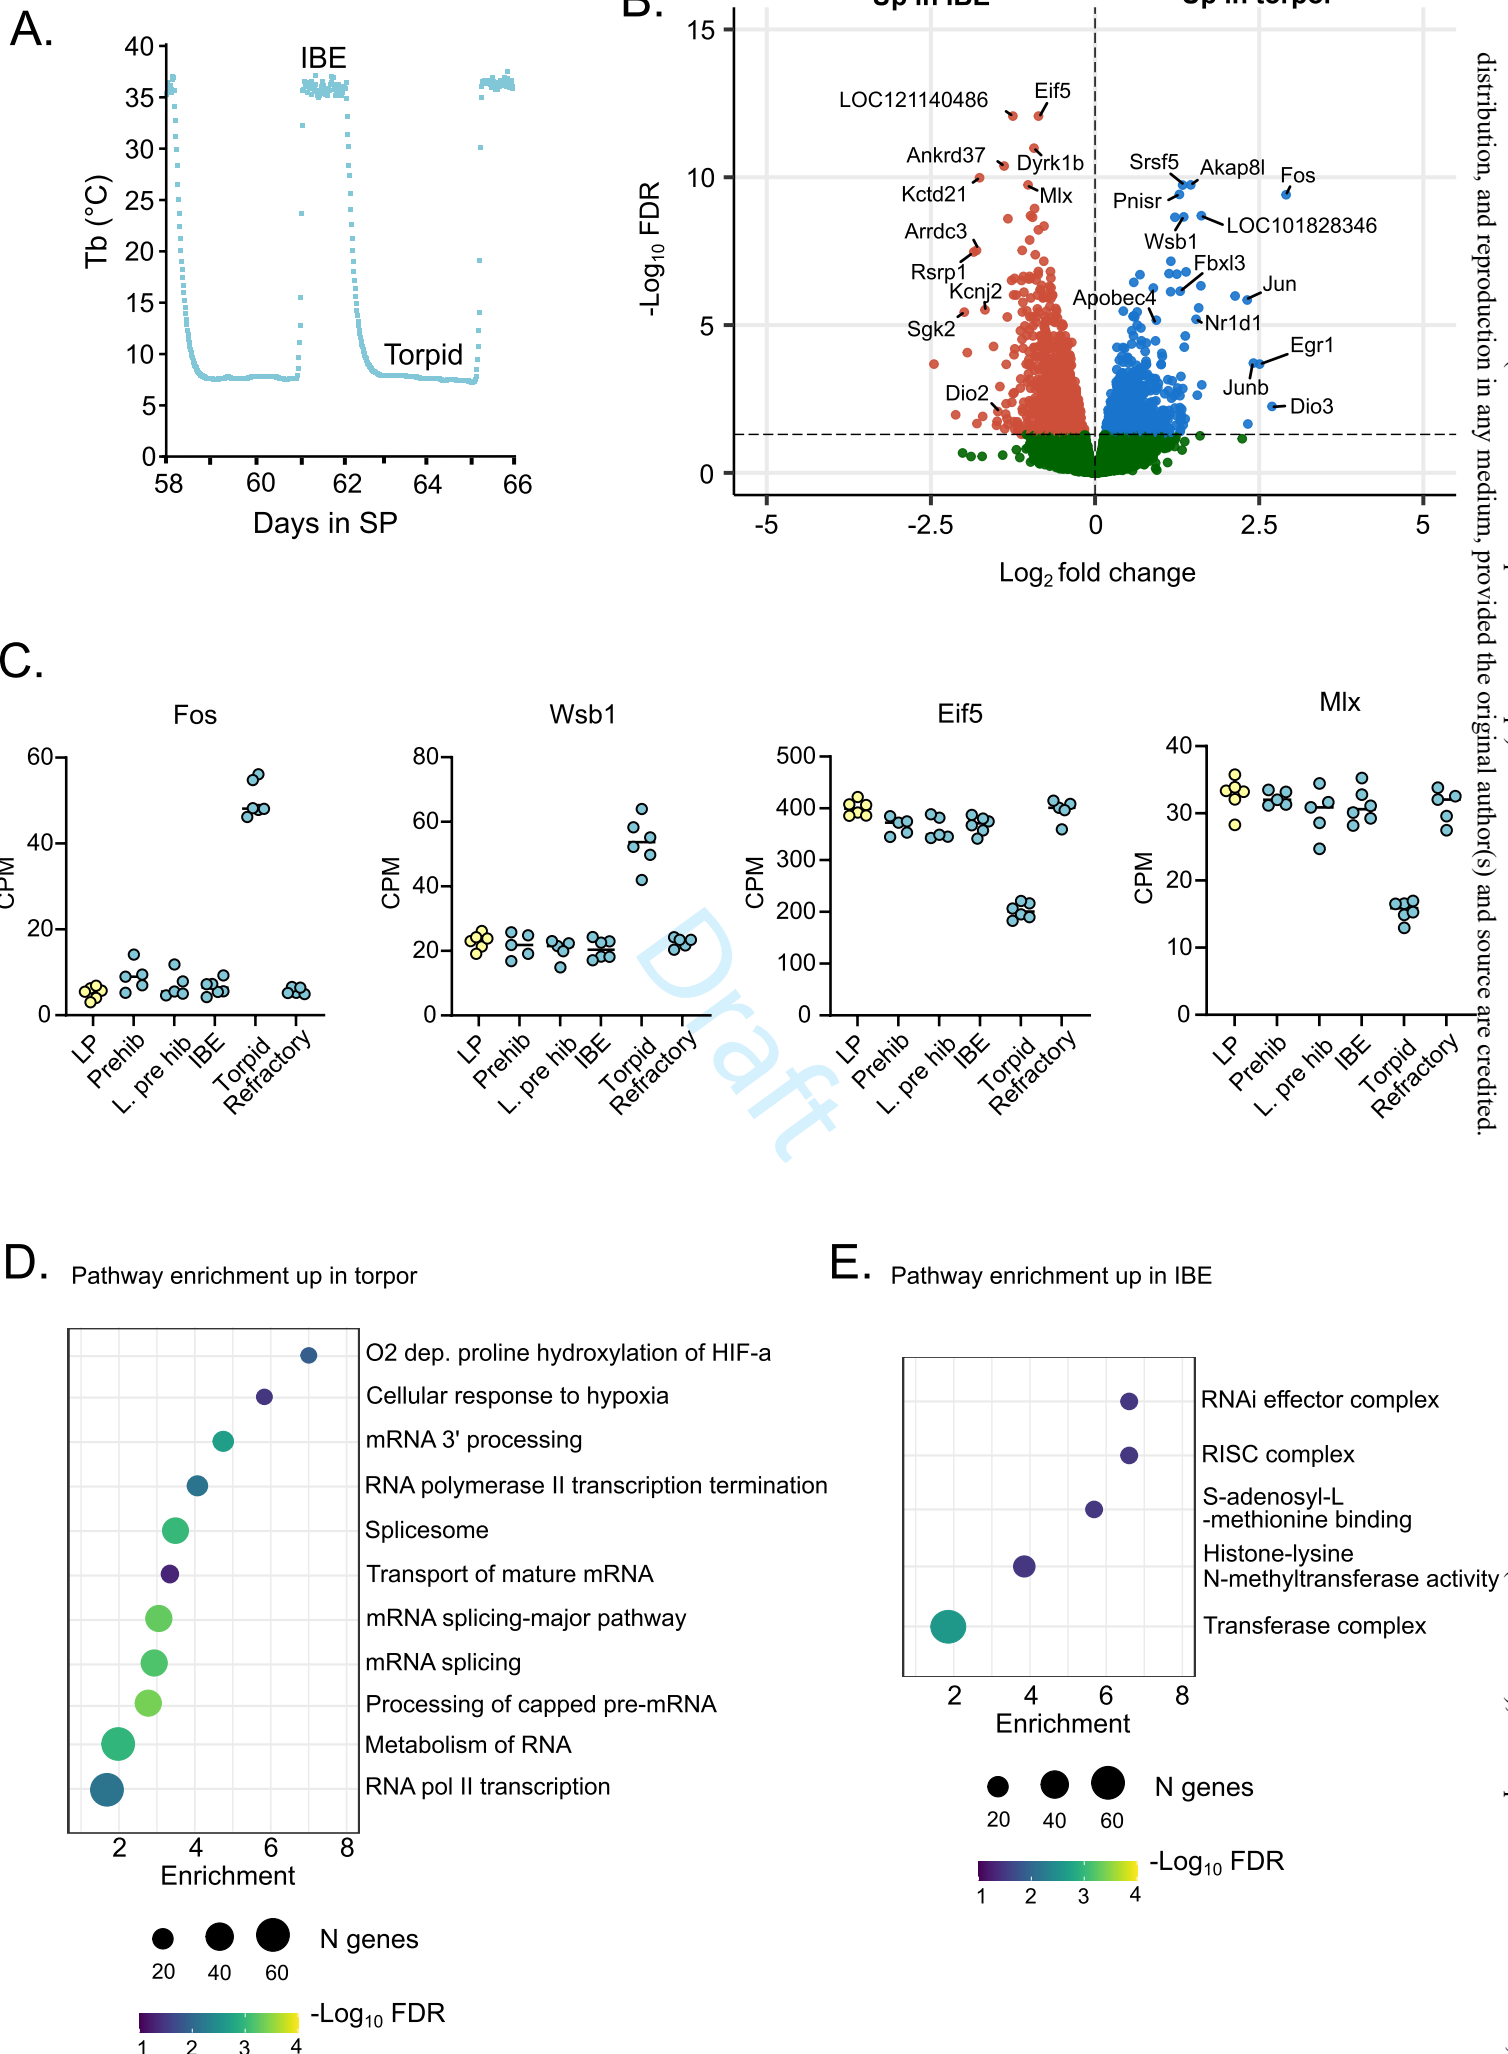 A.
40
35
30
25
20
15
10
5
0
Tb (°C)
IBE
Torpid
58
60
62
64
66
Days in SP
B.
Up in IBE
Up in torpor
15
10
5
0
-Log10 FDR
LOC121140486
Eif5
Ankrd37
Dyrk1b
Kctd21
Mlx
Arrdc3
Rsrp1
Kcnj2
Sgk2
Dio2
Srsf5
Akap8l
Fos
Pnisr
LOC101828346
Wsb1
Fbxl3
Apobec4
Jun
Nr1d1
Egr1
Junb
Dio3
-5
-2.5
0
2.5
5
Log2 fold change
distribution, and reproduction in any medium, provided the original author(s) and source are credited.
C.
Fos
60
40
20
0
CPM
LP
Prehib
L. pre hib
IBE
Torpid
Refractory
Wsb1
80
60
40
20
0
CPM
LP
Prehib
L. pre hib
IBE
Torpid
Refractory
Eif5
500
400
300
200
100
0
CPM
LP
Prehib
L. pre hib
IBE
Torpid
Refractory
Mlx
40
30
20
10
0
CPM
LP
Prehib
L. pre hib
IBE
Torpid
Refractory
Draft
D.
Pathway enrichment up in torpor
O2 dep. proline hydroxylation of HIF-a
Cellular response to hypoxia
mRNA 3' processing
RNA polymerase II transcription termination
Splicesome
Transport of mature mRNA
mRNA splicing-major pathway
mRNA splicing
Processing of capped pre-mRNA
Metabolism of RNA
RNA pol II transcription
2
4
6
8
Enrichment
N genes
20
40
60
-Log10 FDR
1
2
3
4
E.
Pathway enrichment up in IBE
RNAi effector complex
RISC complex
S-adenosyl-L
-methionine binding
Histone-lysine
N-methyltransferase activity
Transferase complex
2
4
6
8
Enrichment
N genes
20
40
60
-Log10 FDR
1
2
3
4